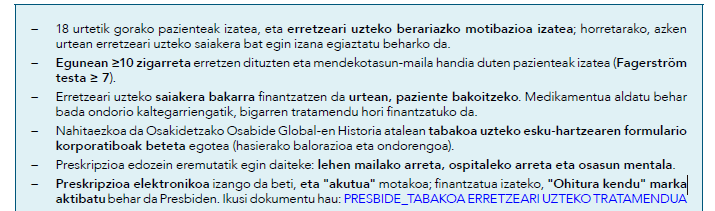 – 18 urtetik gorako pazienteak izatea, eta erretzeari uzteko berariazko motibazioa izatea; horretarako, azken
urtean erretzeari uzteko saiakera bat egin izana egiaztatu beharko da.
– Egunean ≥10 zigarreta erretzen dituzten eta mendekotasun-maila handia duten pazienteak izatea (Fagerström
testa ≥ 7).
– Erretzeari uzteko saiakera bakarra finantzatzen da urtean, paziente bakoitzeko. Medikamentua aldatu behar
bada ondorio kaltegarriengatik, bigarren tratamendu hori finantzatuko da.
– Nahitaezkoa da Osakidetzako Osabide Global-en Historia atalean tabakoa uzteko esku-hartzearen formulario
korporatiboak beteta egotea (hasierako balorazioa eta ondorengoa).
– Preskripzioa edozein eremutatik egin daiteke: lehen mailako arreta, ospitaleko arreta eta osasun mentala.
– Preskripzio elektronikoa izango da beti, eta "akutua" motakoa; finantzatua izateko, "Ohitura kendu" marka
aktibatu behar da Presbiden. Ikusi dokumentu hau: PRESBIDE_TABAKOA ERRETZEARI UZTEKO TRATAMENDUA